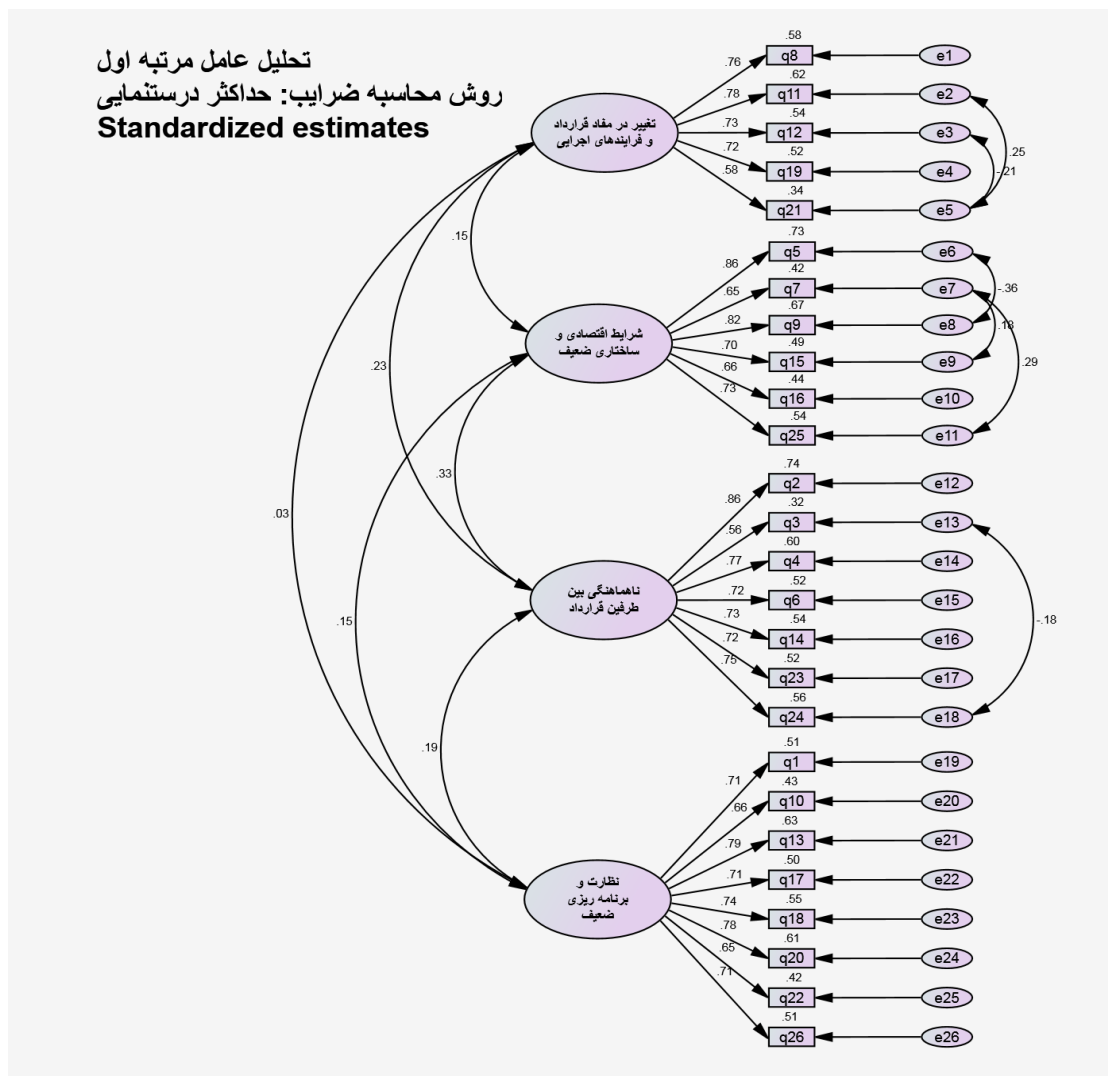 تحلیل عامل مرتبه اول
روش محاسبه ضرایب: حداکثر درستنمایی
Standardized estimates
تغییر در مفاد قرارداد
و فرایندهای اجرایی
.58
.76
q8
e1
.62
.78
q11
e2
.54
.73
q12
e3
.52
.72
q19
e4
.34
.58
q21
e5
.25
-.21
.15
شرایط اقتصادی و
ساختاری ضعیف
.73
.86
q5
e6
.42
.65
q7
e7
.67
.82
q9
e8
.49
.70
q15
e9
.44
.66
q16
e10
.54
.73
q25
e11
-.36
.18
.29
.23
.33
.03
.15
.19
ناهماهنگی بین
طرفین قرارداد
.74
.86
q2
e12
.32
.56
q3
e13
.60
.77
q4
e14
.52
.72
q6
e15
.54
.73
q14
e16
.52
.72
q23
e17
.56
.75
q24
e18
-.18
نظارت و
برنامه ریزی
ضعیف
.51
.71
q1
e19
.43
.66
q10
e20
.63
.79
q13
e21
.50
.71
q17
e22
.55
.74
q18
e23
.61
.78
q20
e24
.42
.65
q22
e25
.51
.71
q26
e26